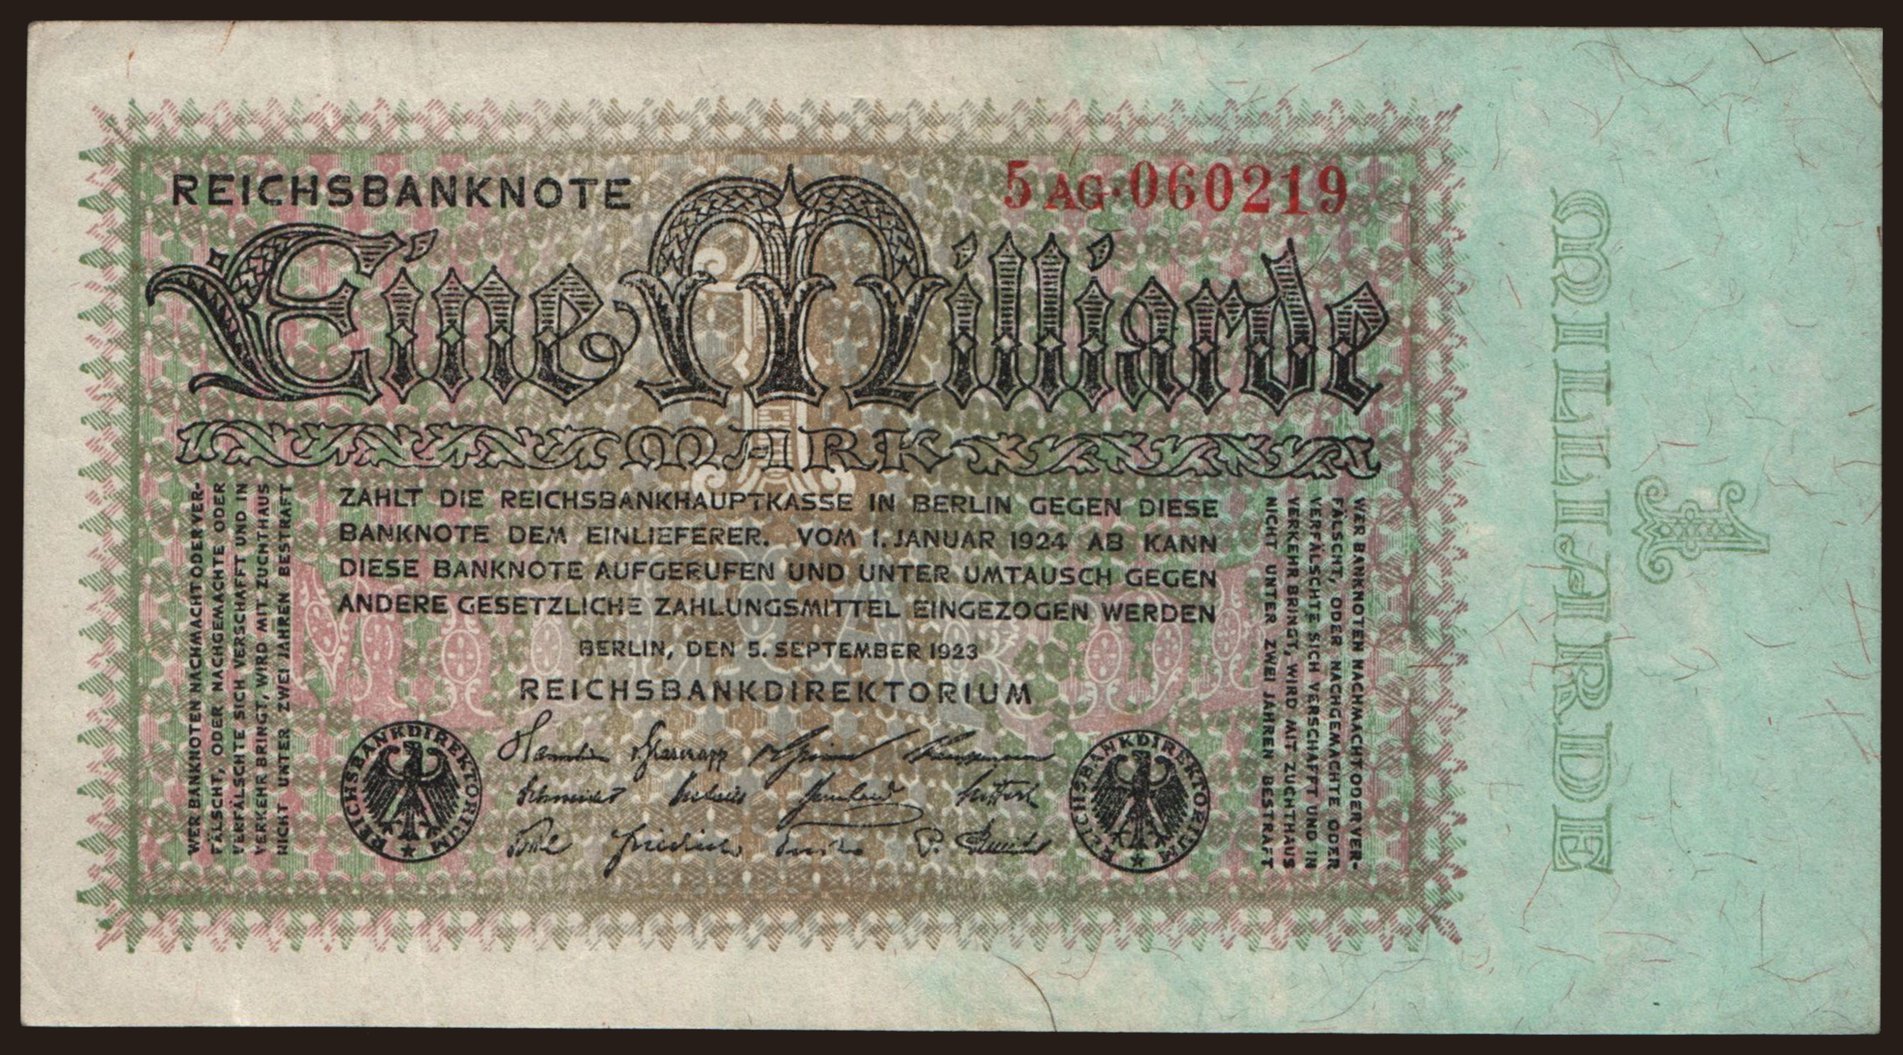 REICHSBANKNOTE
5 AG·060219
Eine Milliarde
MARK
ZAHLT DIE REICHSBANKHAUPTKASSE IN BERLIN GEGEN DIESE
BANKNOTE DEM EINLIEFERER. VOM 1. JANUAR 1924 AB KANN
DIESE BANKNOTE AUFGERUFEN UND UNTER UMTAUSCH GEGEN
ANDERE GESETZLICHE ZAHLUNGSMITTEL EINGEZOGEN WERDEN
BERLIN, DEN 5. SEPTEMBER 1923
REICHSBANKDIREKTORIUM
WER BANKNOTEN NACHMACHT ODER VER-
FÄLSCHT, ODER NACHGEMACHTE ODER
VERFÄLSCHTE SICH VERSCHAFFT UND IN
VERKEHR BRINGT, WIRD MIT ZUCHTHAUS
NICHT UNTER ZWEI JAHREN BESTRAFT
WER BANKNOTEN NACHMACHT ODER VER-
FÄLSCHT, ODER NACHGEMACHTE ODER
VERFÄLSCHTE SICH VERSCHAFFT UND IN
VERKEHR BRINGT, WIRD MIT ZUCHTHAUS
NICHT UNTER ZWEI JAHREN BESTRAFT
REICHSBANKDIREKTORIUM
REICHSBANKDIREKTORIUM
1
MILLIARDE
MILLIARDE
1